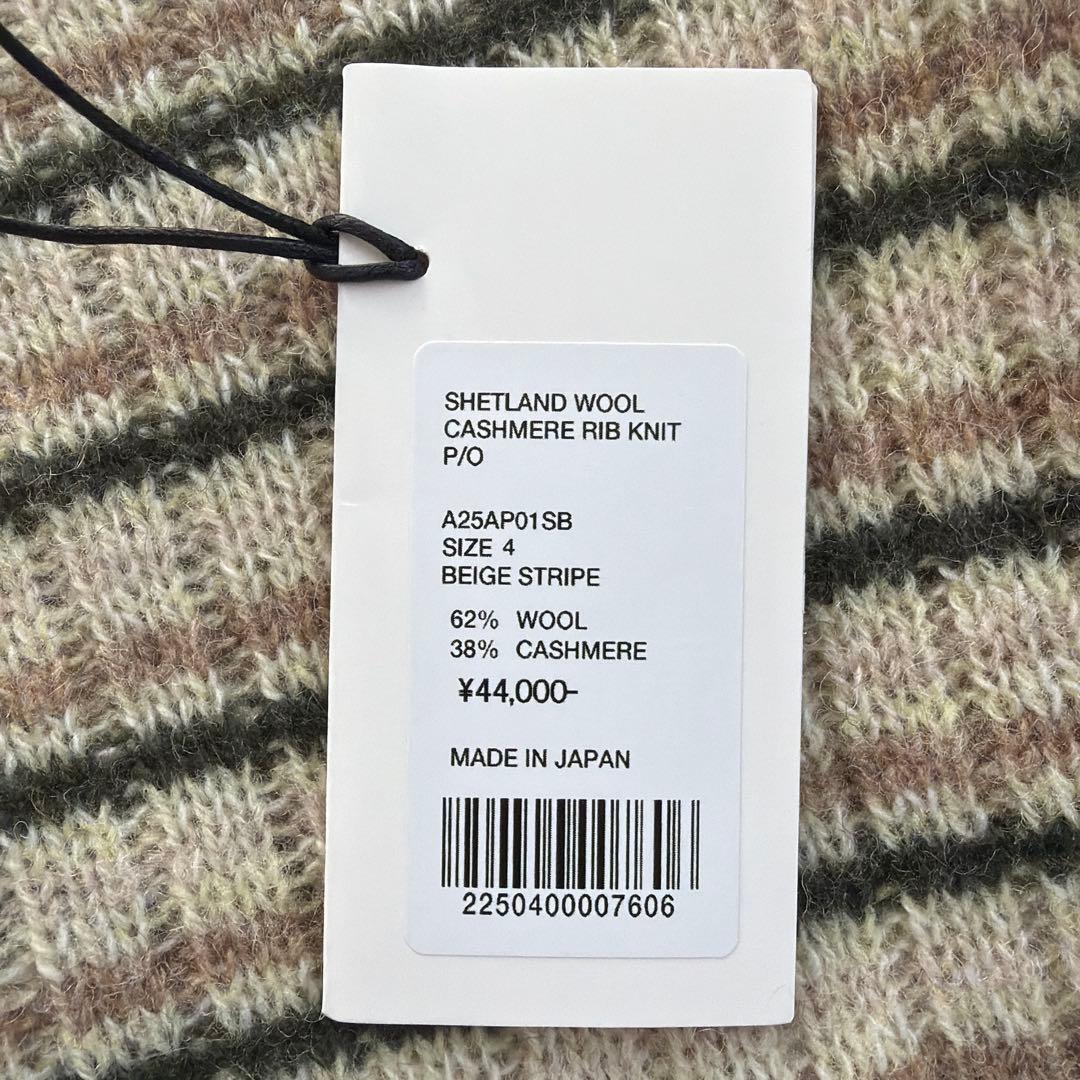 SHETLAND WOOL
CASHMERE RIB KNIT
P/O
A25AP01SB
SIZE 4
BEIGE STRIPE
62% WOOL
38% CASHMERE
¥44,000-
MADE IN JAPAN
2250400007606